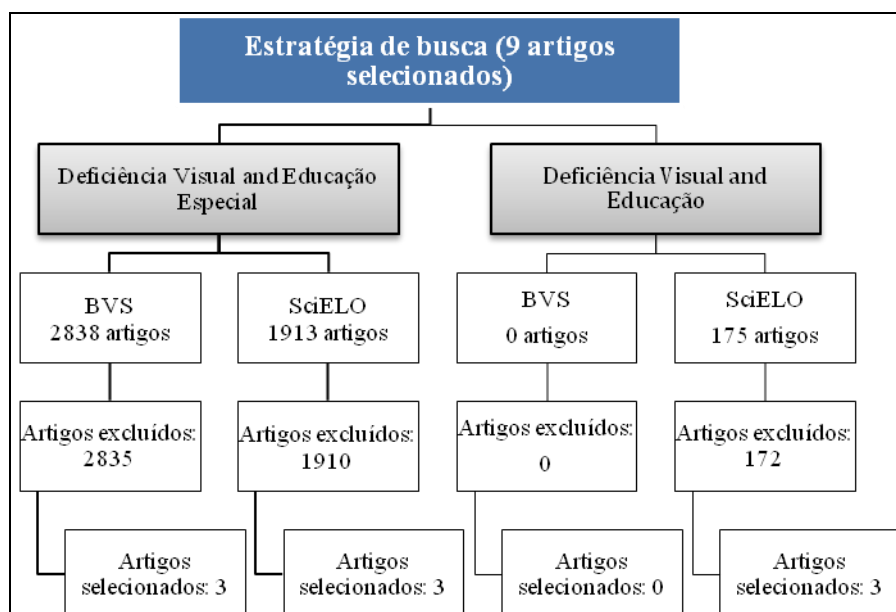 Estratégia de busca (9 artigos
selecionados)
Deficiência Visual and Educação
Especial
Deficiência Visual and
Educação
BVS
2838 artigos
SciELO
1913 artigos
BVS
0 artigos
SciELO
175 artigos
Artigos excluídos:
2835
Artigos excluídos:
1910
Artigos excluídos:
0
Artigos excluídos:
172
Artigos
selecionados: 3
Artigos
selecionados: 3
Artigos
selecionados: 0
Artigos
selecionados: 3